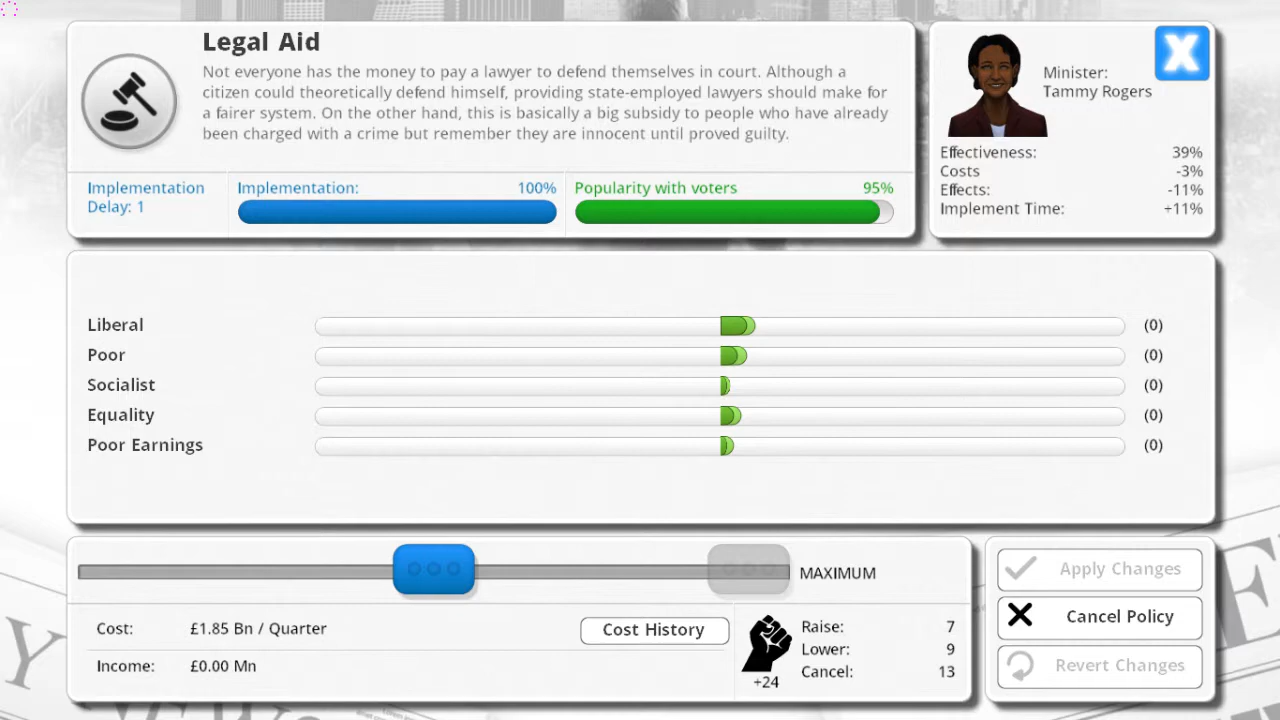 Legal Aid
Not everyone has the money to pay a lawyer to defend themselves in court. Although a
citizen could theoretically defend himself, providing state-employed lawyers should make for
a fairer system. On the other hand, this is basically a big subsidy to people who have already
been charged with a crime but remember they are innocent until proved guilty.
Implementation
Delay: 1
Implementation: 100%
Popularity with voters 95%
X
Minister:
Tammy Rogers
Effectiveness: 39%
Costs -3%
Effects: -11%
Implement Time: +11%
Liberal (0)
Poor (0)
Socialist (0)
Equality (0)
Poor Earnings (0)
MAXIMUM
Cost: £1.85 Bn / Quarter
Cost History
Income: £0.00 Mn
+24
Raise: 7
Lower: 9
Cancel: 13
Apply Changes
Cancel Policy
Revert Changes